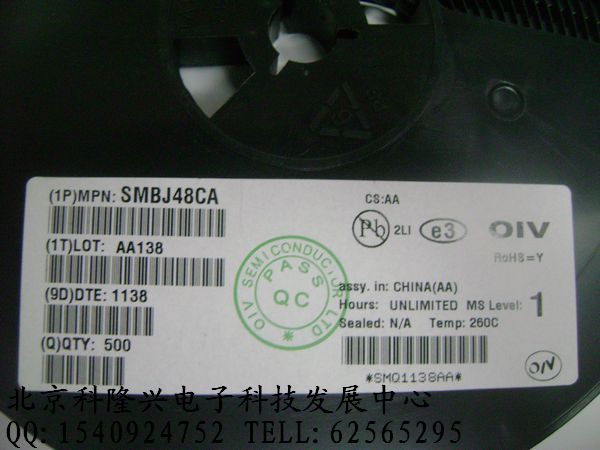 (1P)MPN: SMBJ48CA
(1T)LOT: AA138
(9D)DTE: 1138
(Q)QTY: 500
CS:AA
Pb 2LI e3 OIV
RoHS=Y
assy. in: CHINA(AA)
Hours: UNLIMITED MS Level: 1
Sealed: N/A Temp: 260C
*SMQ1138AA*
OIV
OIV SEMICONDUCTOR LTD
PASS
QC
*
北京科隆兴电子科技发展中心
QQ:1540924752 TELL:62565295